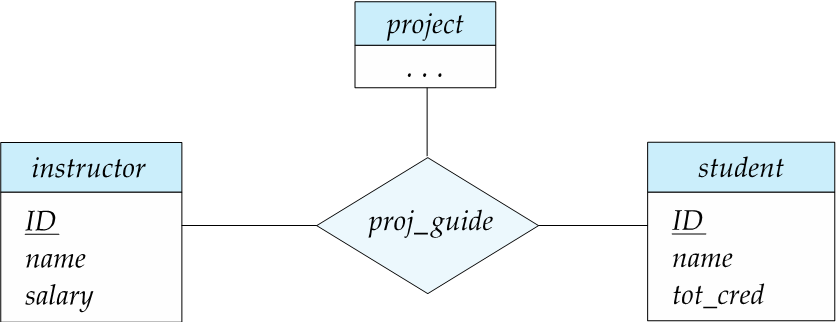 project
. . .
instructor
ID
name
salary
proj_guide
student
ID
name
tot_cred